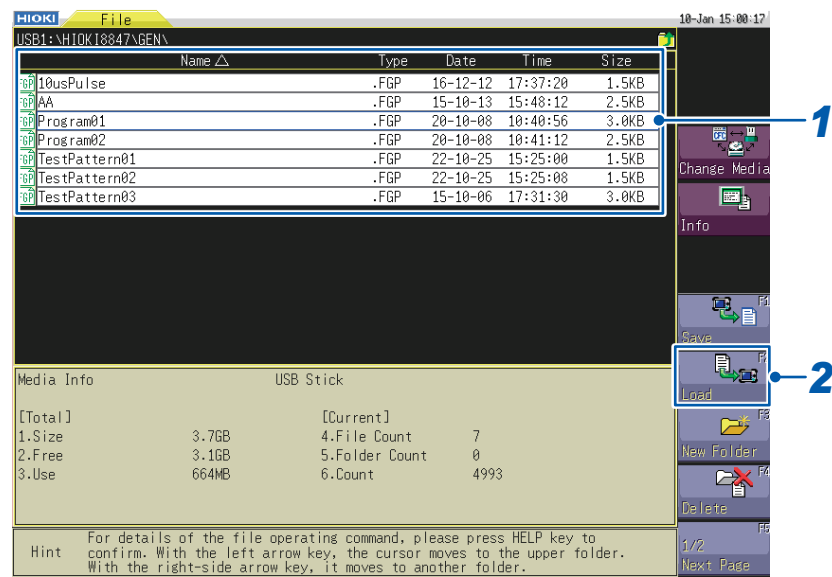 HIOKI File 10-Jan 15:00:17
USB1:\HIOKI8847\GEN\
Name △ Type Date Time Size
FGP 10usPulse .FGP 16-12-12 17:37:20 1.5KB
FGP AA .FGP 15-10-13 15:48:12 2.5KB
FGP Program01 .FGP 20-10-08 10:40:56 3.0KB
1
FGP Program02 .FGP 20-10-08 10:41:12 2.5KB
FGP TestPattern01 .FGP 22-10-25 15:25:00 1.5KB
FGP TestPattern02 .FGP 22-10-25 15:25:08 1.5KB
FGP TestPattern03 .FGP 15-10-06 17:31:30 3.0KB
Change Media
Info
F1
Save
F2
Load
2
F3
New Folder
F4
Delete
F5
1/2
Next Page
Media Info USB Stick
[Total] [Current]
1.Size 3.7GB 4.File Count 7
2.Free 3.1GB 5.Folder Count 0
3.Use 664MB 6.Count 4993
Hint
For details of the file operating command, please press HELP key to
confirm. With the left arrow key, the cursor moves to the upper folder.
With the right-side arrow key, it moves to another folder.